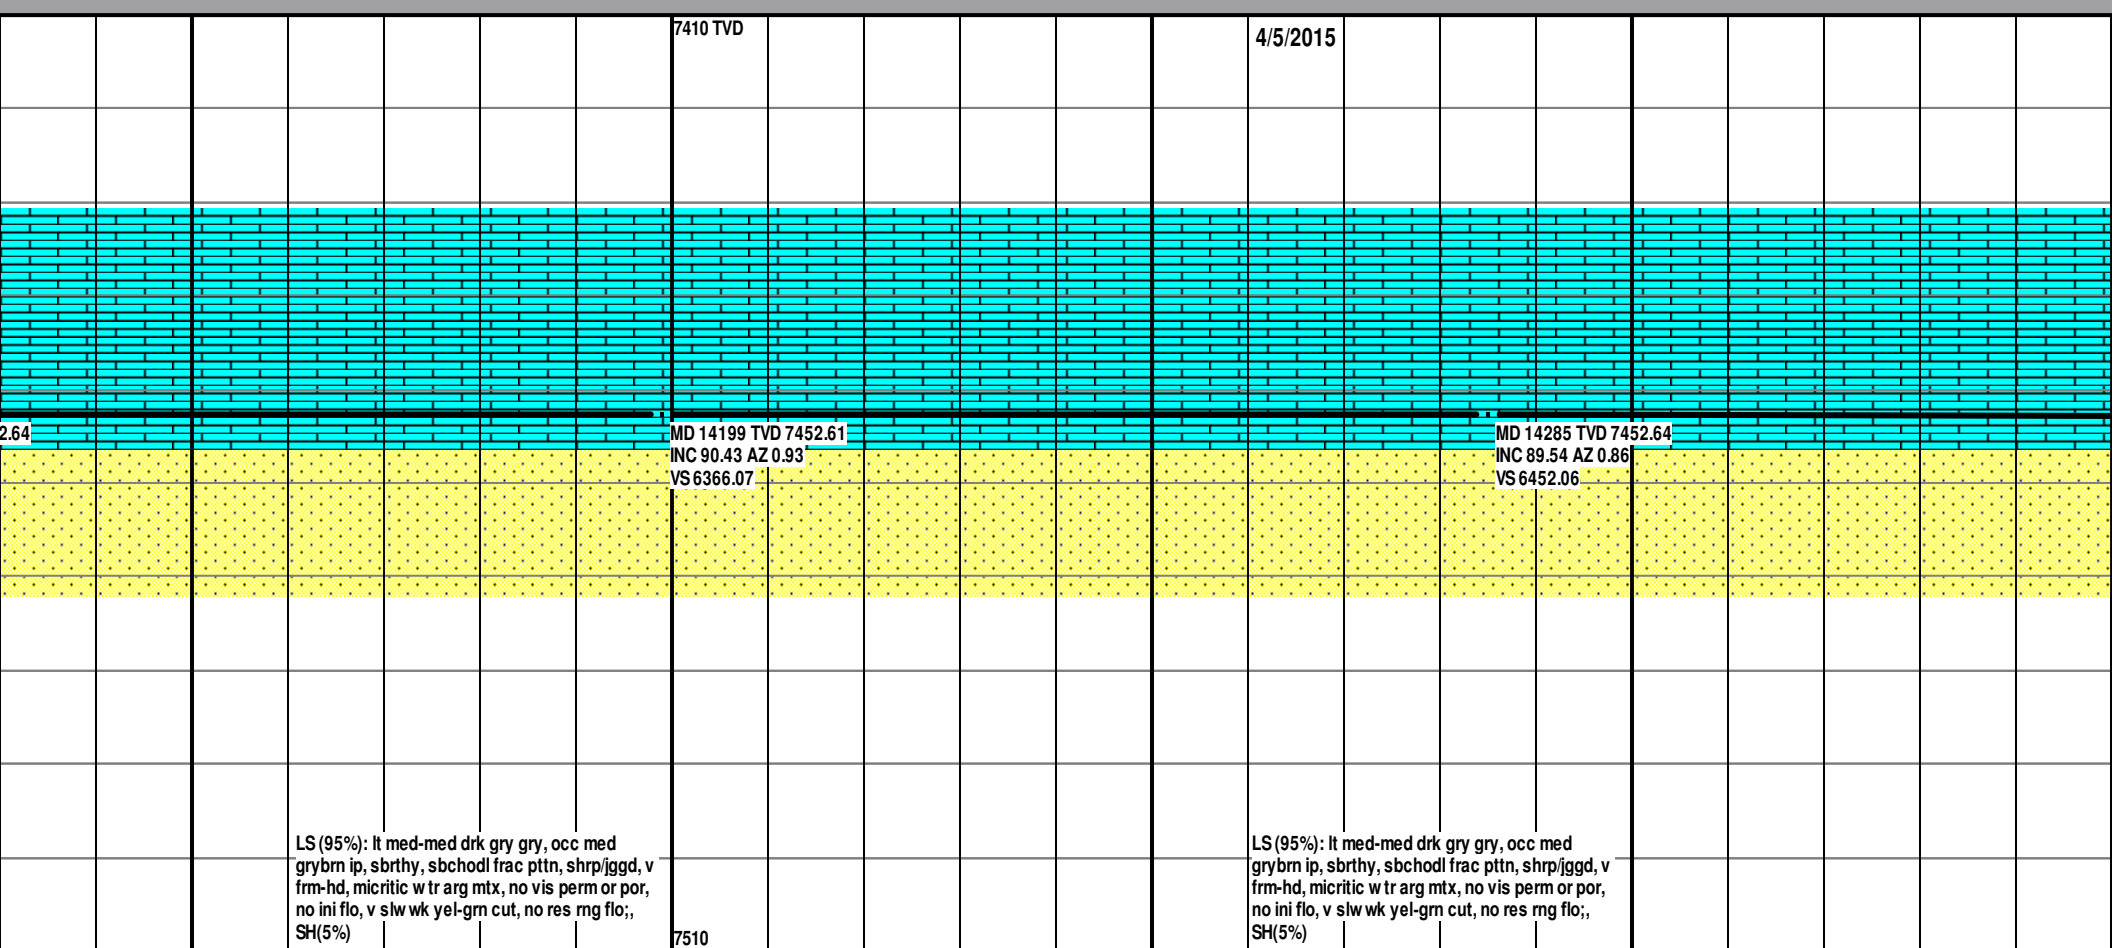 7410 TVD
4/5/2015
2.64
MD 14199 TVD 7452.61
INC 90.43 AZ 0.93
VS 6366.07
MD 14285 TVD 7452.64
INC 89.54 AZ 0.86
VS 6452.06
LS (95%): lt med-med drk gry gry, occ med
grybrn ip, sbrthy, sbchodl frac pttn, shrp/jggd, v
frm-hd, micritic w tr arg mtx, no vis perm or por,
no ini flo, v slw wk yel-grn cut, no res rng flo;,
SH(5%)
LS (95%): lt med-med drk gry gry, occ med
grybrn ip, sbrthy, sbchodl frac pttn, shrp/jggd, v
frm-hd, micritic w tr arg mtx, no vis perm or por,
no ini flo, v slw wk yel-grn cut, no res rng flo;,
SH(5%)
7510